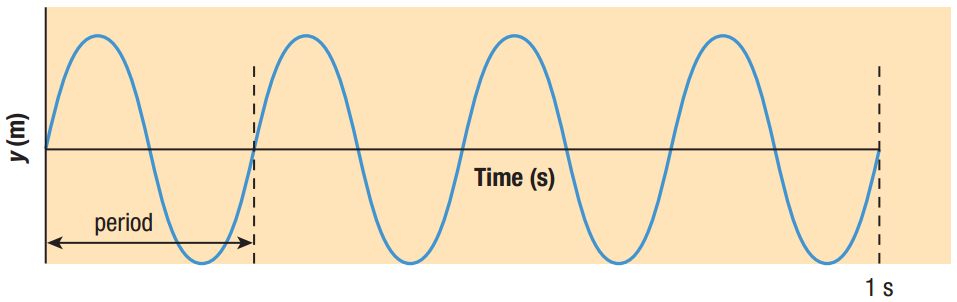 y (m)
Time (s)
period
1 s